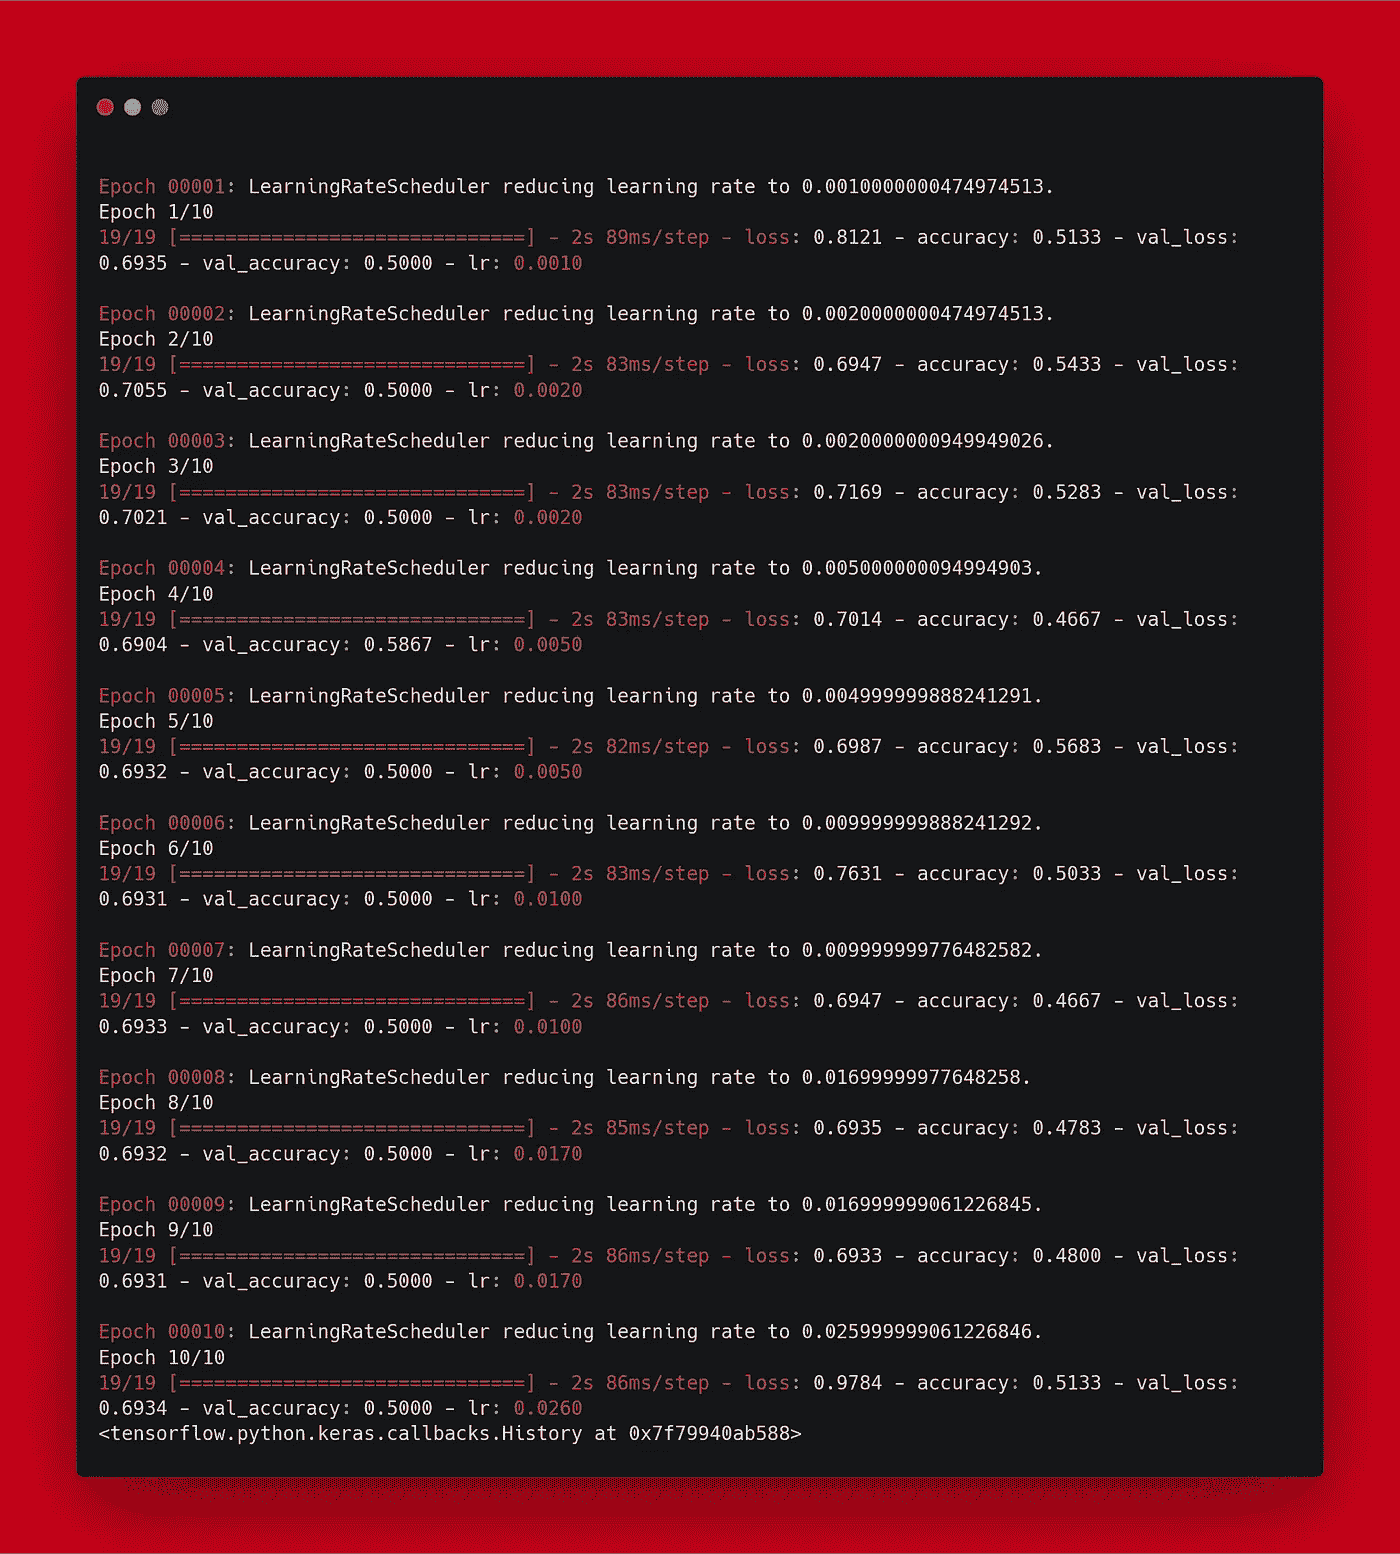 Epoch 00001: LearningRateScheduler reducing learning rate to 0.0010000000474974513.
Epoch 1/10
19/19 [==============================] - 2s 89ms/step - loss: 0.8121 - accuracy: 0.5133 - val_loss:
0.6935 - val_accuracy: 0.5000 - lr: 0.0010
Epoch 00002: LearningRateScheduler reducing learning rate to 0.0020000000474974513.
Epoch 2/10
19/19 [==============================] - 2s 83ms/step - loss: 0.6947 - accuracy: 0.5433 - val_loss:
0.7055 - val_accuracy: 0.5000 - lr: 0.0020
Epoch 00003: LearningRateScheduler reducing learning rate to 0.0020000000949949026.
Epoch 3/10
19/19 [==============================] - 2s 83ms/step - loss: 0.7169 - accuracy: 0.5283 - val_loss:
0.7021 - val_accuracy: 0.5000 - lr: 0.0020
Epoch 00004: LearningRateScheduler reducing learning rate to 0.005000000094994903.
Epoch 4/10
19/19 [==============================] - 2s 83ms/step - loss: 0.7014 - accuracy: 0.4667 - val_loss:
0.6904 - val_accuracy: 0.5867 - lr: 0.0050
Epoch 00005: LearningRateScheduler reducing learning rate to 0.004999999888241291.
Epoch 5/10
19/19 [==============================] - 2s 82ms/step - loss: 0.6987 - accuracy: 0.5683 - val_loss:
0.6932 - val_accuracy: 0.5000 - lr: 0.0050
Epoch 00006: LearningRateScheduler reducing learning rate to 0.009999999888241292.
Epoch 6/10
19/19 [==============================] - 2s 83ms/step - loss: 0.7631 - accuracy: 0.5033 - val_loss:
0.6931 - val_accuracy: 0.5000 - lr: 0.0100
Epoch 00007: LearningRateScheduler reducing learning rate to 0.009999999776482582.
Epoch 7/10
19/19 [==============================] - 2s 86ms/step - loss: 0.6947 - accuracy: 0.4667 - val_loss:
0.6933 - val_accuracy: 0.5000 - lr: 0.0100
Epoch 00008: LearningRateScheduler reducing learning rate to 0.01699999977648258.
Epoch 8/10
19/19 [==============================] - 2s 85ms/step - loss: 0.6935 - accuracy: 0.4783 - val_loss:
0.6932 - val_accuracy: 0.5000 - lr: 0.0170
Epoch 00009: LearningRateScheduler reducing learning rate to 0.016999999061226845.
Epoch 9/10
19/19 [==============================] - 2s 86ms/step - loss: 0.6933 - accuracy: 0.4800 - val_loss:
0.6931 - val_accuracy: 0.5000 - lr: 0.0170
Epoch 00010: LearningRateScheduler reducing learning rate to 0.025999999061226846.
Epoch 10/10
19/19 [==============================] - 2s 86ms/step - loss: 0.9784 - accuracy: 0.5133 - val_loss:
0.6934 - val_accuracy: 0.5000 - lr: 0.0260
<tensorflow.python.keras.callbacks.History at 0x7f79940ab588>